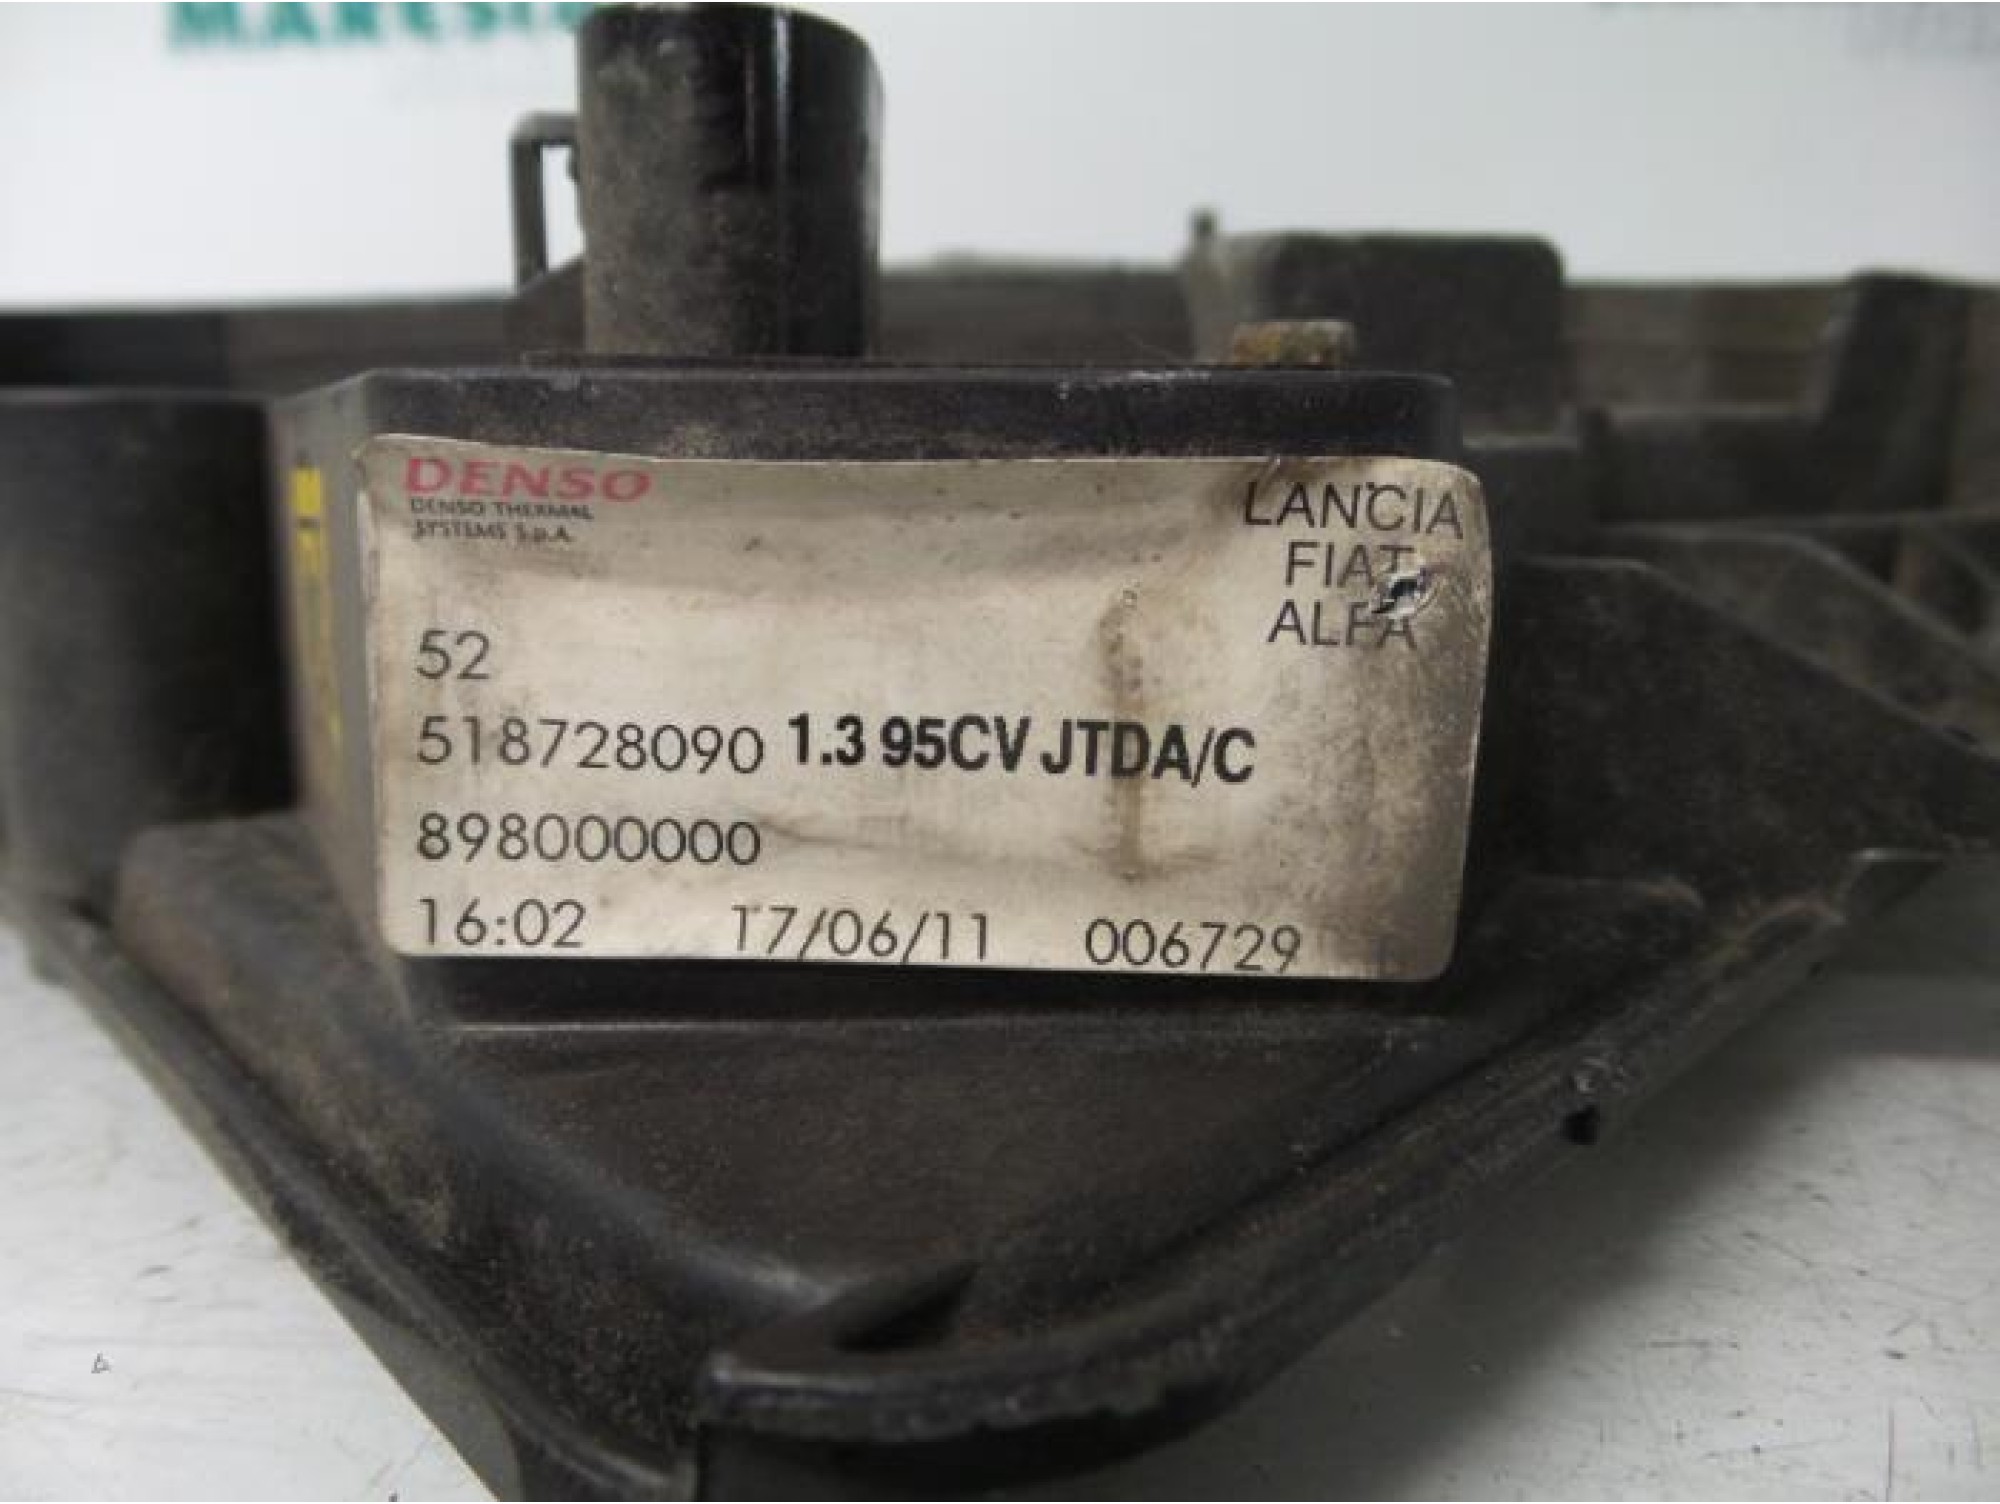 DENSO
DENSO THERMAL
SYSTEMS S.p.A.
LANCIA
FIAT
ALFA
52
518728090 1.3 95CV JTDA/C
898000000
16:02 17/06/11 006729